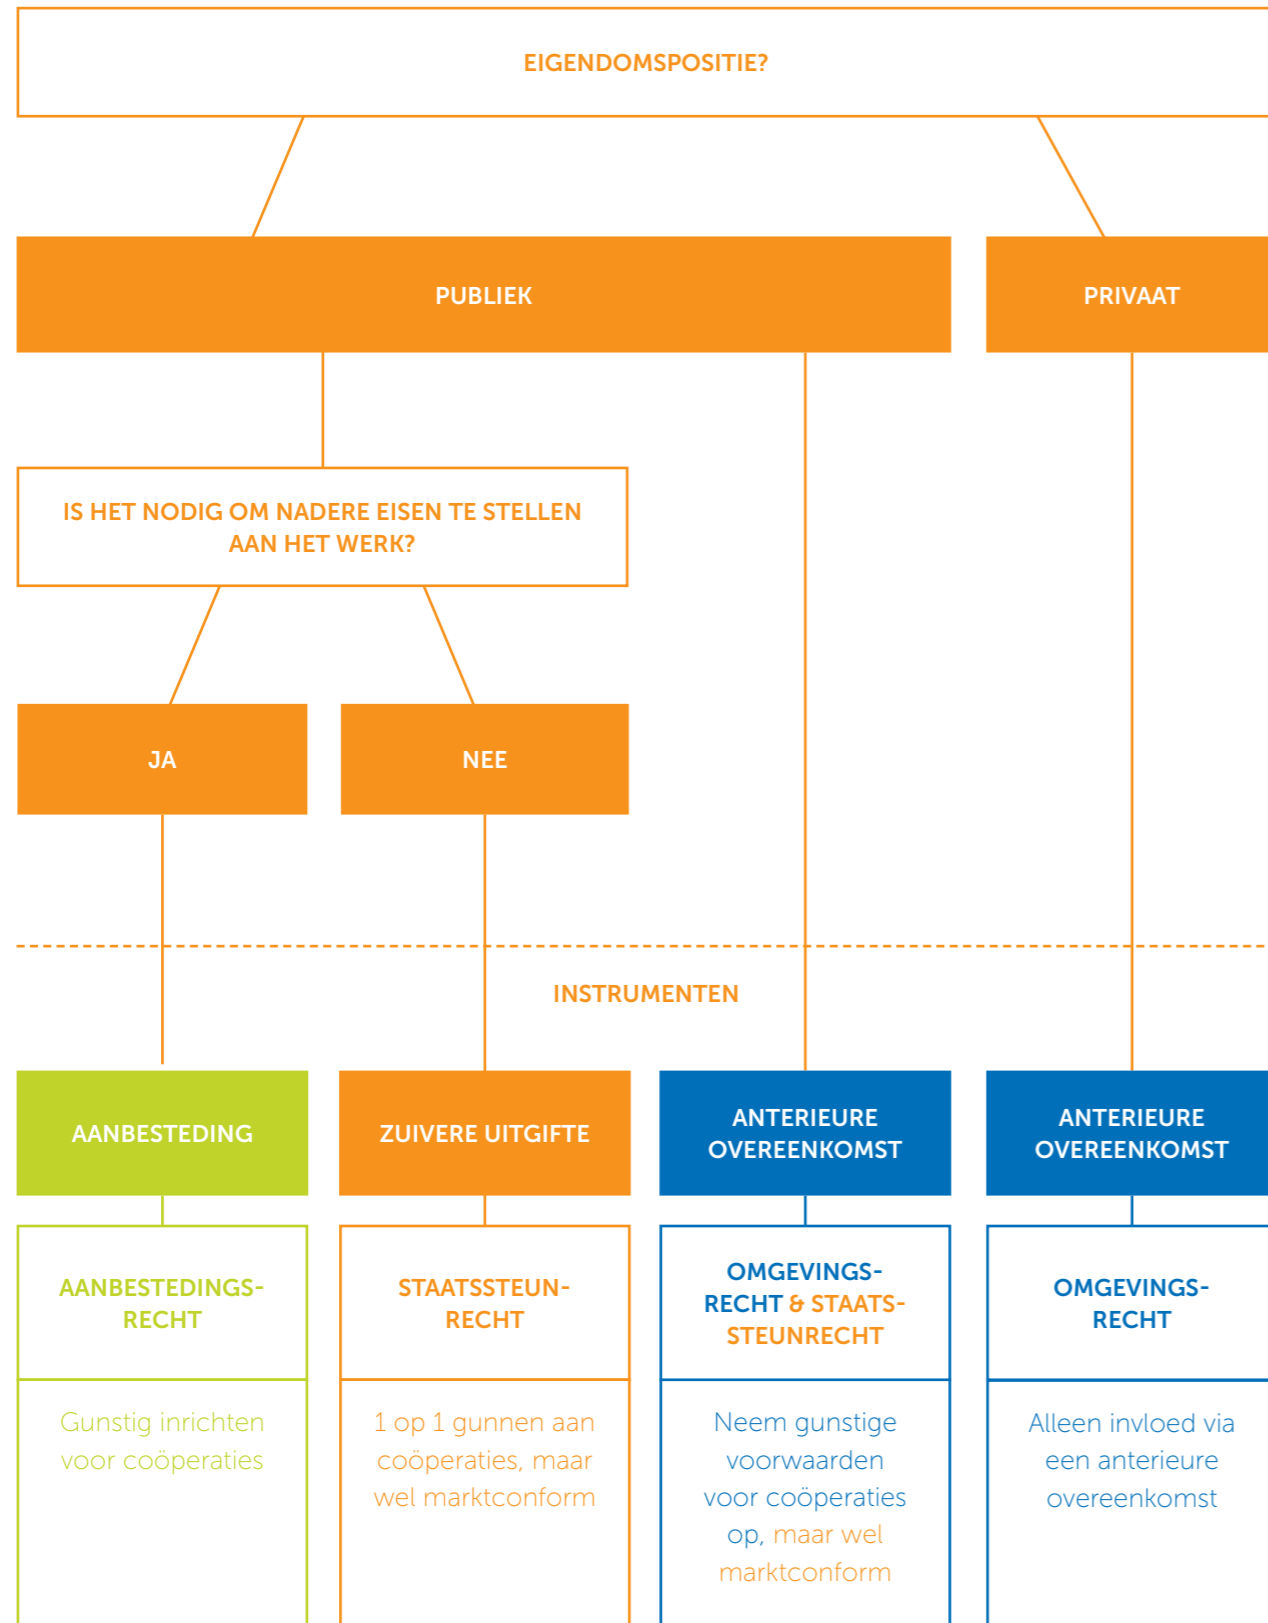 EIGENDOMSPOSITIE?
PUBLIEK
PRIVAAT
IS HET NODIG OM NADERE EISEN TE STELLEN
AAN HET WERK?
JA
NEE
INSTRUMENTEN
AANBESTEDING
ZUIVERE UITGIFTE
ANTERIEURE
OVEREENKOMST
ANTERIEURE
OVEREENKOMST
AANBESTEDINGS-
RECHT
STAATSSTEUN-
RECHT
OMGEVINGS-
RECHT & STAATS-
STEUNRECHT
OMGEVINGS-
RECHT
Gunstig inrichten
voor coöperaties
1 op 1 gunnen aan
coöperaties, maar
wel marktconform
Neem gunstige
voorwaarden
voor coöperaties
op, maar wel
marktconform
Alleen invloed via
een anterieure
overeenkomst